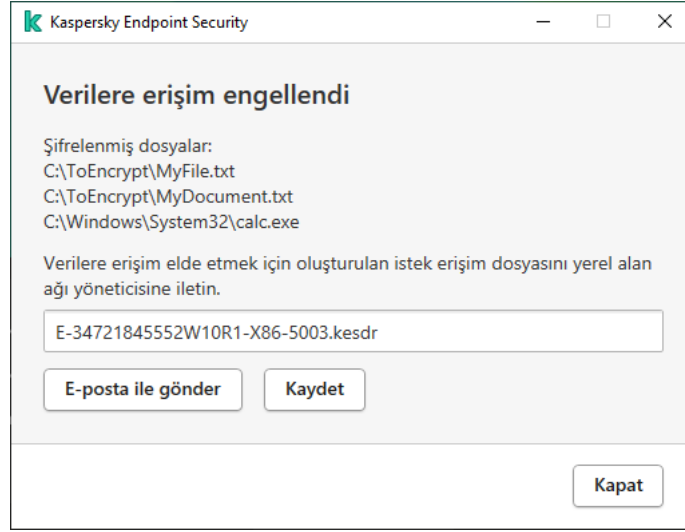 Kaspersky Endpoint Security
Verilere erişim engellendi
Şifrelenmiş dosyalar:
C:\ToEncrypt\MyFile.txt
C:\ToEncrypt\MyDocument.txt
C:\Windows\System32\calc.exe
Verilere erişim elde etmek için oluşturulan istek erişim dosyasını yerel alan
ağı yöneticisine iletin.
E-34721845552W10R1-X86-5003.kesdr
E-posta ile gönder
Kaydet
Kapat